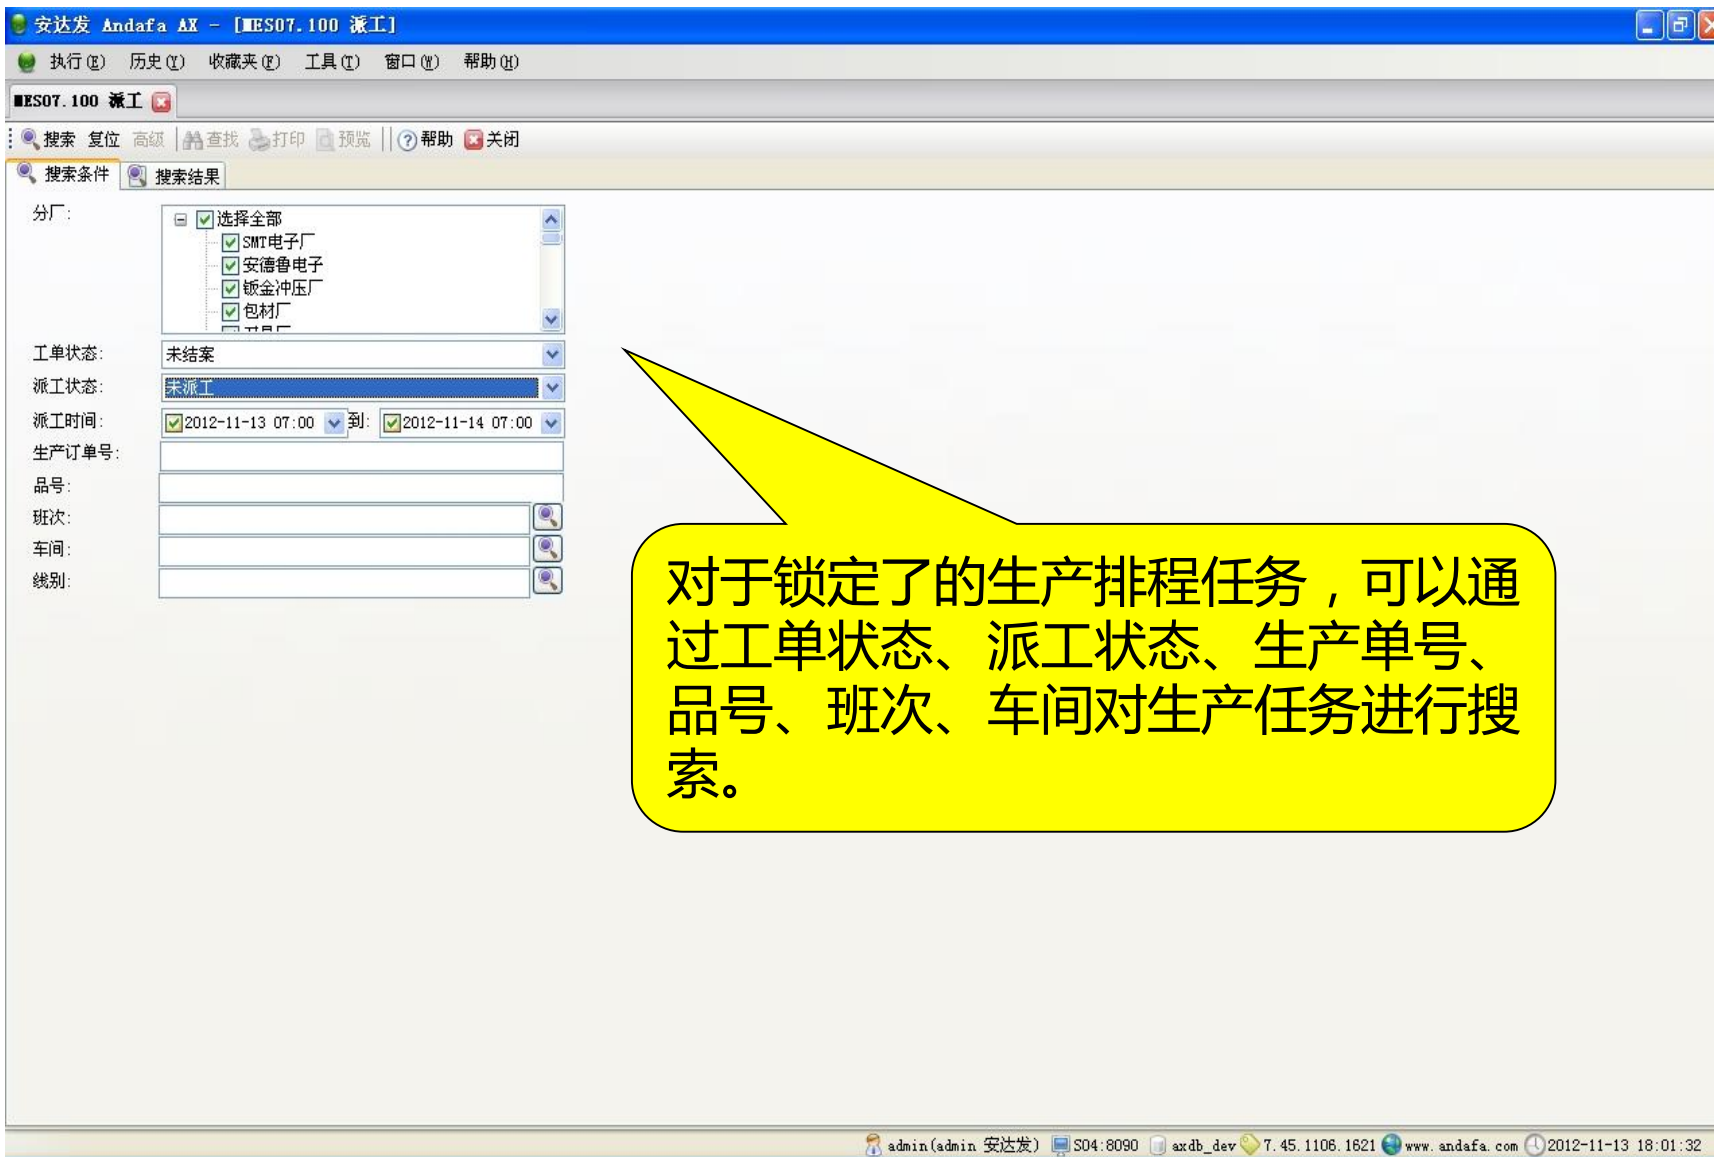 安达发 Andafa AX - [MES07.100 派工]
执行(E) 历史(Y) 收藏夹(F) 工具(T) 窗口(W) 帮助(H)
MES07.100 派工
搜索 复位 高级 查找 打印 预览 帮助 关闭
搜索条件 搜索结果
分厂:
选择全部
SMT电子厂
安德鲁电子
钣金冲压厂
包材厂
工单状态: 未结案
派工状态: 未派工
派工时间: 2012-11-13 07:00 到: 2012-11-14 07:00
生产订单号:
品号:
班次:
车间:
线别:
对于锁定了的生产排程任务，可以通
过工单状态、派工状态、生产单号、
品号、班次、车间对生产任务进行搜
索。
admin(admin 安达发) S04:8090 axdb_dev 7.45.1106.1621 www.andafa.com 2012-11-13 18:01:32